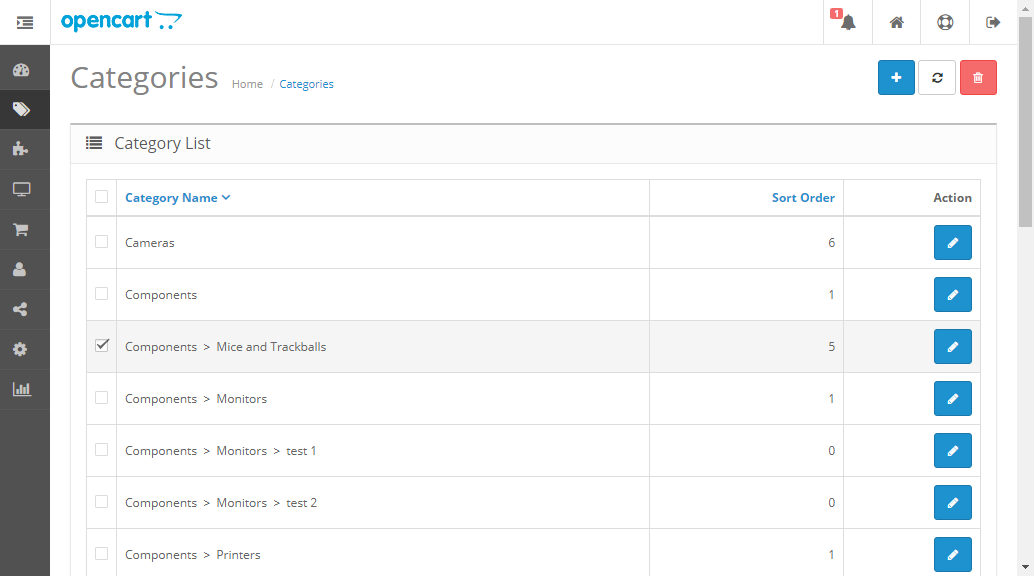 opencart
1
Categories Home / Categories
Category List
Category Name Sort Order Action
Cameras 6
Components 1
Components > Mice and Trackballs 5
Components > Monitors 1
Components > Monitors > test 1 0
Components > Monitors > test 2 0
Components > Printers 1